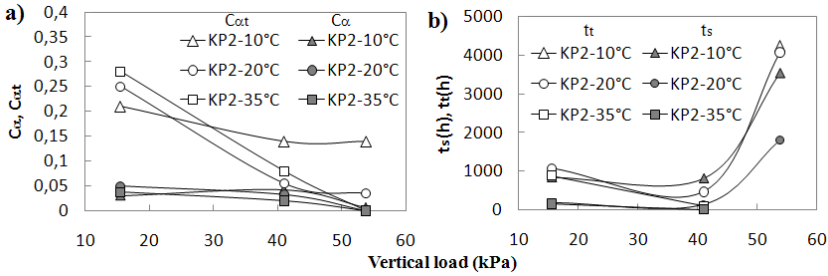 a)
0,4
0,35
0,3
0,25
0,2
0,15
0,1
0,05
0
Cα, Cαt
Cαt Cα
KP2-10°C KP2-10°C
KP2-20°C KP2-20°C
KP2-35°C KP2-35°C
10 20 30 40 50 60
b)
5000
4000
3000
2000
1000
0
ts(h), tt(h)
tt ts
KP2-10°C KP2-10°C
KP2-20°C KP2-20°C
KP2-35°C KP2-35°C
10 20 30 40 50 60
Vertical load (kPa)